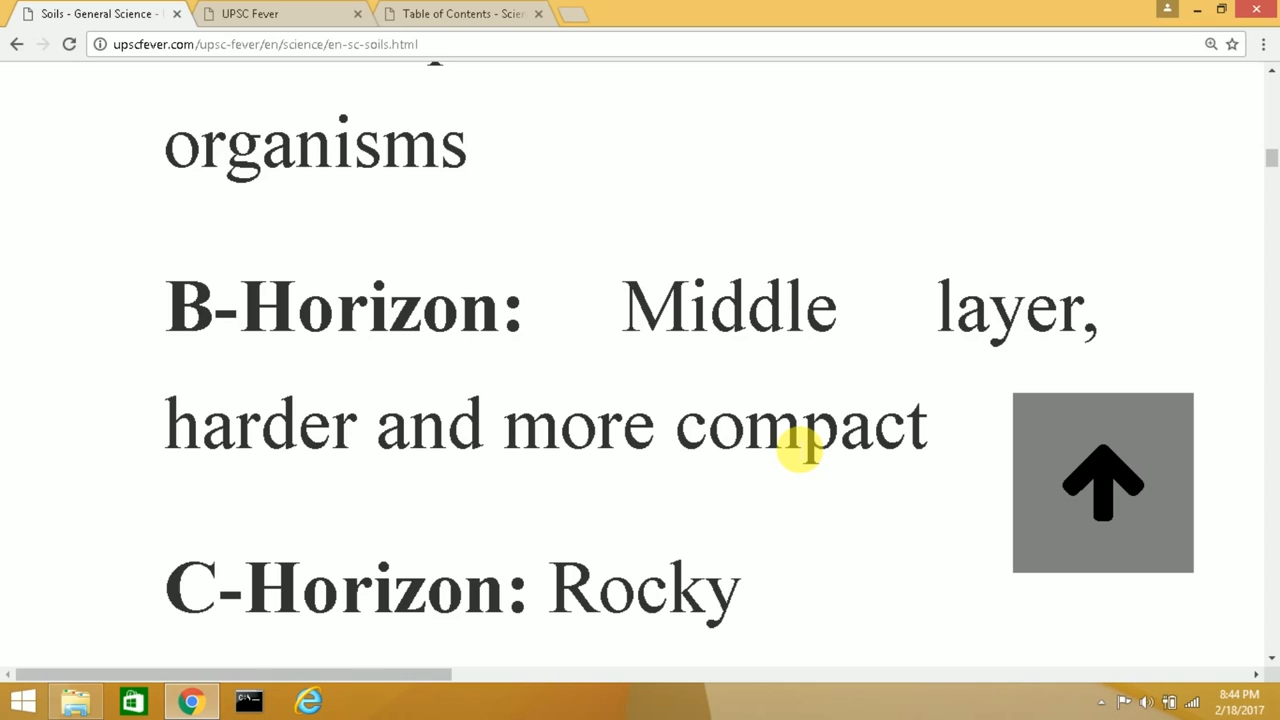 Soils - General Science -
UPSC Fever
Table of Contents - Scien
upscfever.com/upsc-fever/en/science/en-sc-soils.html
organisms
B-Horizon: Middle layer,
harder and more compact
C-Horizon: Rocky
8:44 PM
2/18/2017